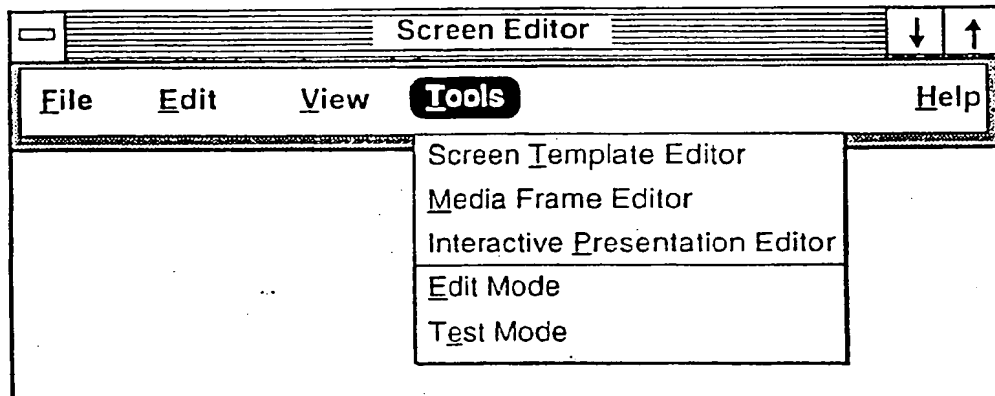 Screen Editor
File Edit View Tools Help
Screen Template Editor
Media Frame Editor
Interactive Presentation Editor
Edit Mode
Test Mode